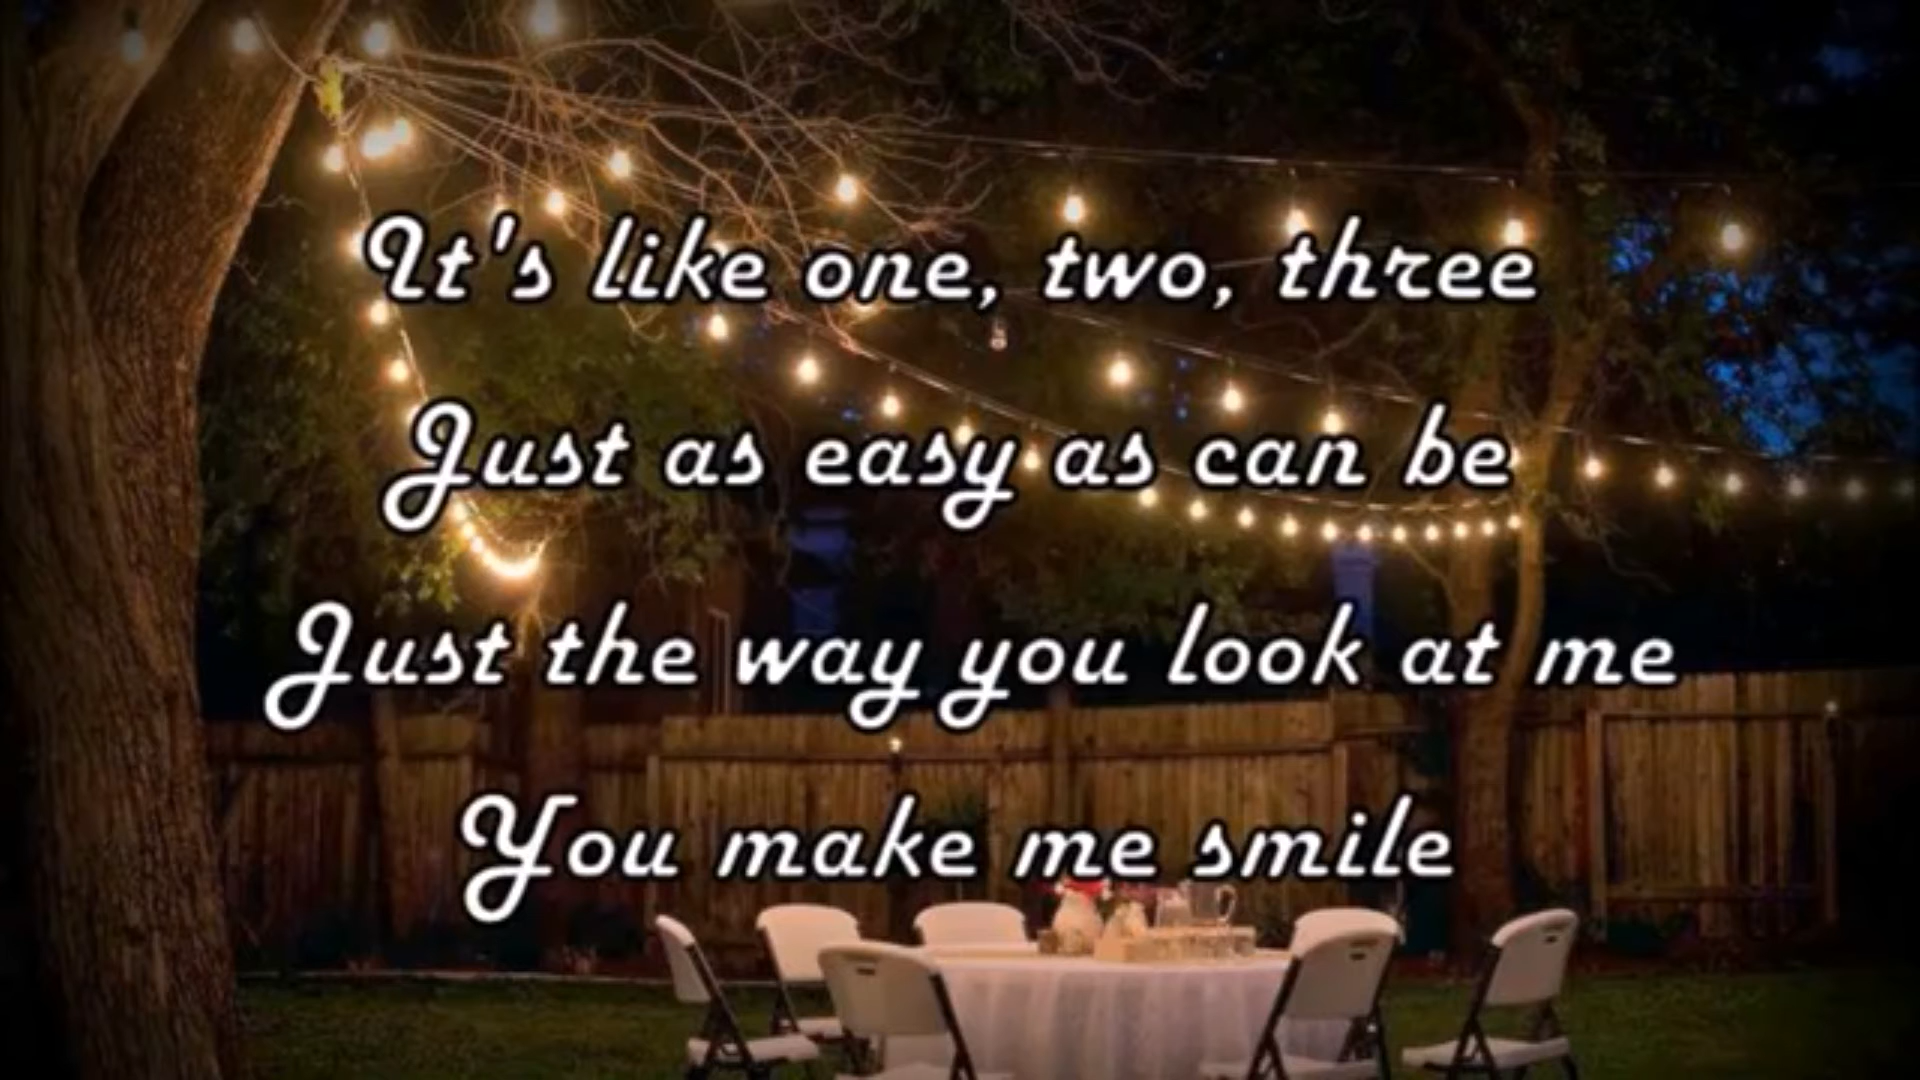 It's like one, two, three
Just as easy as can be
Just the way you look at me
You make me smile